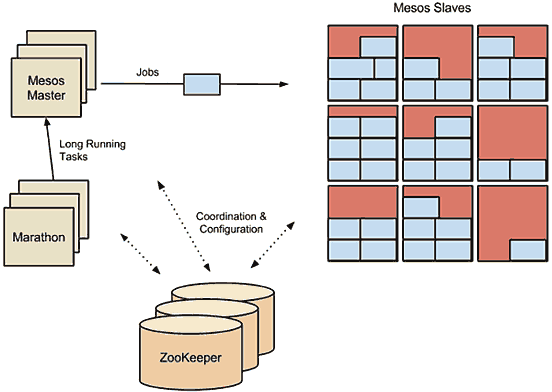 Mesos Slaves
Mesos
Master
Jobs
Long Running
Tasks
Marathon
Coordination &
Configuration
ZooKeeper